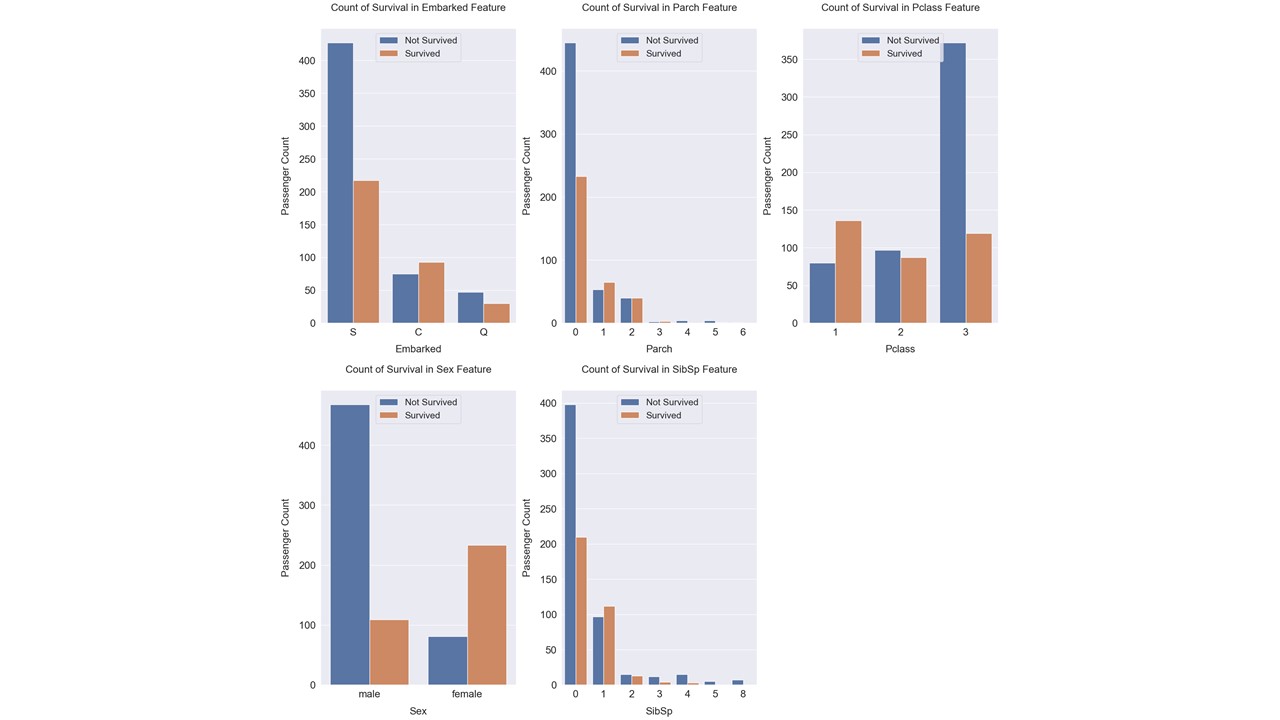 Count of Survival in Embarked Feature
Not Survived
Survived
Passenger Count
400
350
300
250
200
150
100
50
0
S C Q
Embarked
Count of Survival in Parch Feature
Not Survived
Survived
Passenger Count
400
300
200
100
0
0 1 2 3 4 5 6
Parch
Count of Survival in Pclass Feature
Not Survived
Survived
Passenger Count
350
300
250
200
150
100
50
0
1 2 3
Pclass
Count of Survival in Sex Feature
Not Survived
Survived
Passenger Count
400
300
200
100
0
male female
Sex
Count of Survival in SibSp Feature
Not Survived
Survived
Passenger Count
400
350
300
250
200
150
100
50
0
0 1 2 3 4 5 8
SibSp